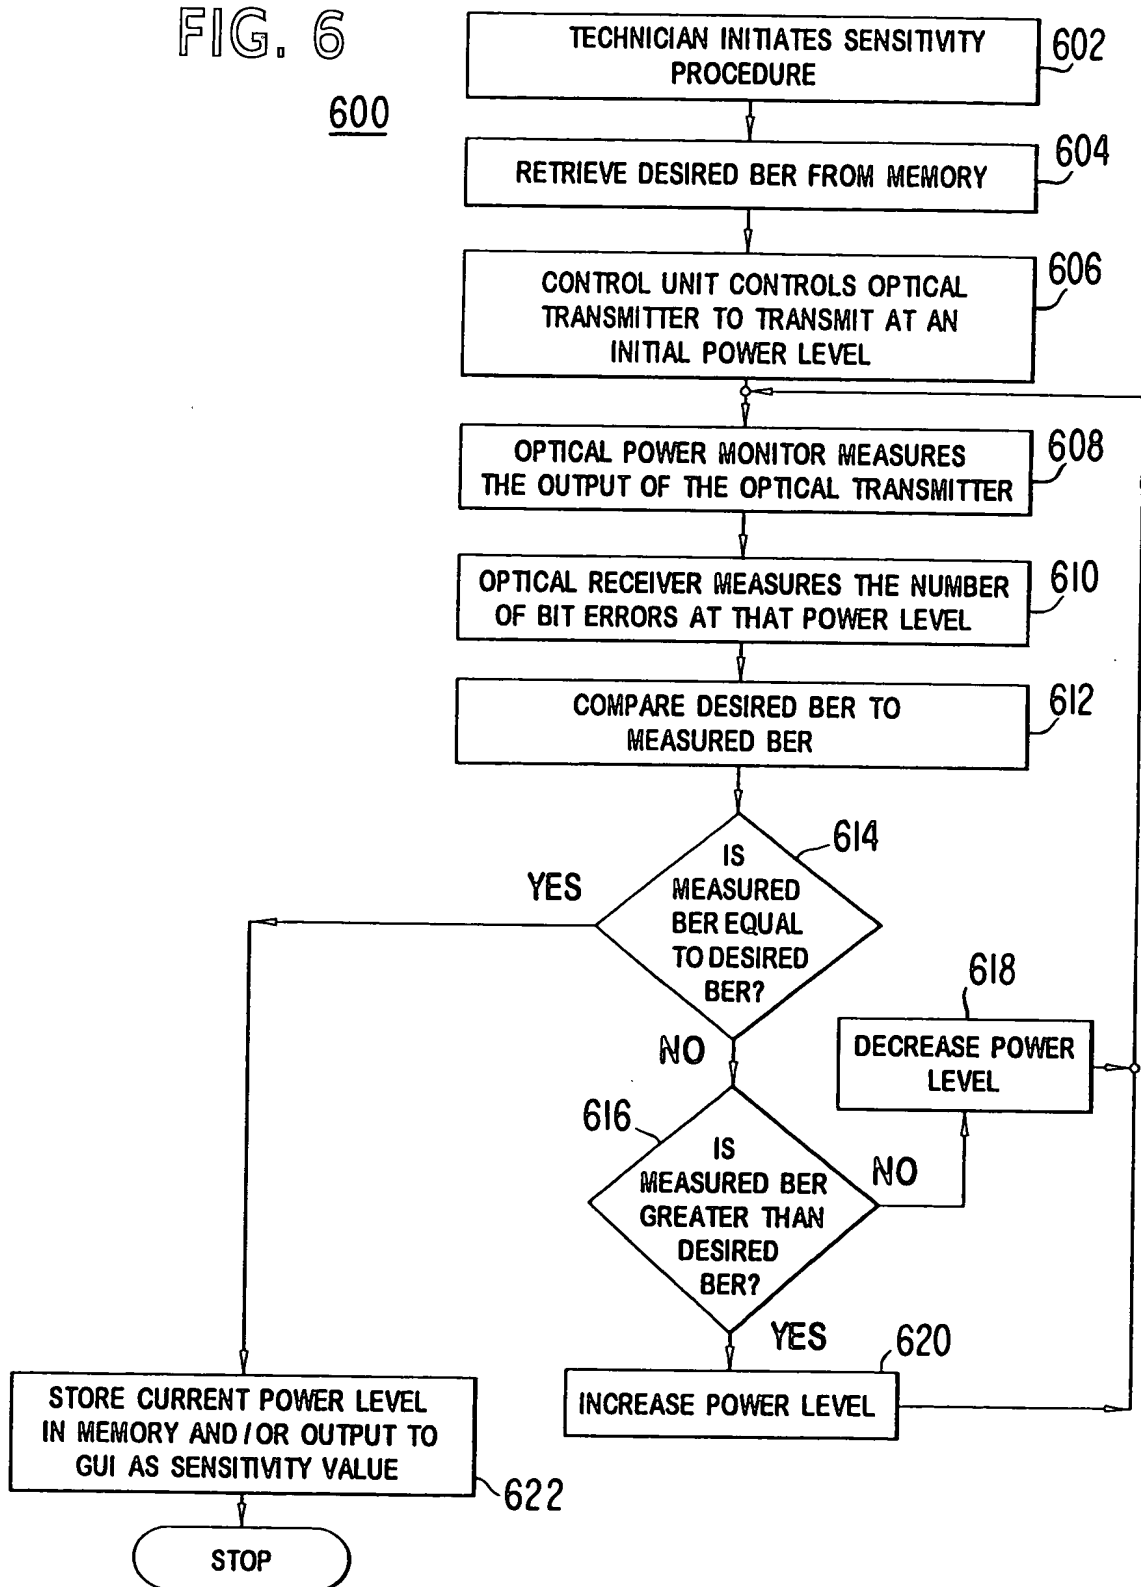 FIG. 6
600
TECHNICIAN INITIATES SENSITIVITY
PROCEDURE
602
RETRIEVE DESIRED BER FROM MEMORY
604
CONTROL UNIT CONTROLS OPTICAL
TRANSMITTER TO TRANSMIT AT AN
INITIAL POWER LEVEL
606
OPTICAL POWER MONITOR MEASURES
THE OUTPUT OF THE OPTICAL TRANSMITTER
608
OPTICAL RECEIVER MEASURES THE NUMBER
OF BIT ERRORS AT THAT POWER LEVEL
610
COMPARE DESIRED BER TO
MEASURED BER
612
614
IS
MEASURED
BER EQUAL
TO DESIRED
BER?
YES
NO
616
IS
MEASURED BER
GREATER THAN
DESIRED
BER?
NO
618
DECREASE POWER
LEVEL
YES
620
INCREASE POWER LEVEL
STORE CURRENT POWER LEVEL
IN MEMORY AND/OR OUTPUT TO
GUI AS SENSITIVITY VALUE
622
STOP